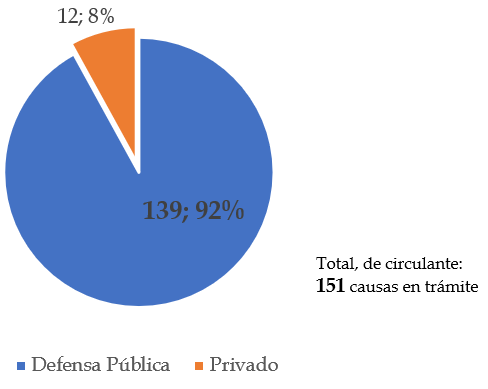 12; 8%
139; 92%
Total, de circulante:
151 causas en trámite
Defensa Pública Privado